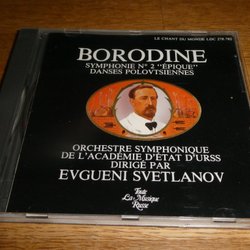 LE CHANT DU MONDE LDC 278 781
BORODINE
SYMPHONIE N° 2 "ÉPIQUE"
DANSES POLOVTSIENNES
ORCHESTRE SYMPHONIQUE
DE L'ACADÉMIE D'ÉTAT D'URSS
DIRIGÉ PAR
EVGUENI SVETLANOV
Toute
La Musique
Russe